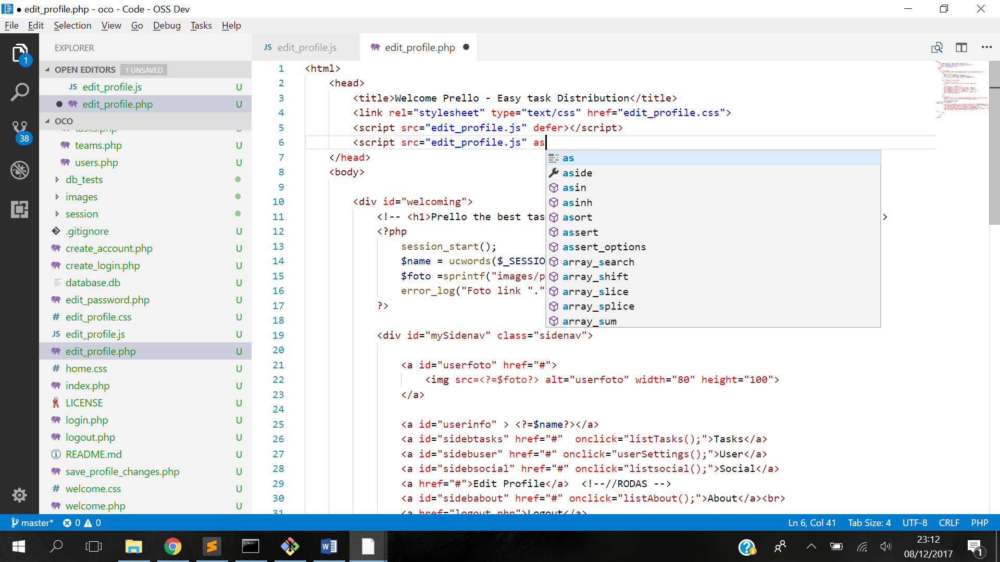 ● edit_profile.php - oco - Code - OSS Dev
File Edit Selection View Go Debug Tasks Help
1
38
EXPLORER
OPEN EDITORS 1 UNSAVED
JS edit_profile.js U
● edit_profile.php U
OCO
tasks.php
teams.php U
users.php U
db_tests
images
session
.gitignore U
create_account.php U
create_login.php U
database.db U
edit_password.php U
# edit_profile.css U
JS edit_profile.js U
edit_profile.php U
# home.css U
index.php U
LICENSE U
login.php U
logout.php U
README.md U
save_profile_changes.php U
# welcome.css U
welcome.php U
JS edit_profile.js
edit_profile.php ●
1 <html>
2 <head>
3 <title>Welcome Prello - Easy task Distribution</title>
4 <link rel="stylesheet" type="text/css" href="edit_profile.css">
5 <script src="edit_profile.js" defer></script>
6 <script src="edit_profile.js" as
7 </head>
8 <body>
9
10 <div id="welcoming">
11 <!-- <h1>Prello the best tas >
12 <?php
13 session_start();
14 $name = ucwords($_SESSIO
15 $foto =sprintf("images/p
16 error_log("Foto link "."
17 ?>
18
19 <div id="mySidenav" class="sidenav">
20
21 <a id="userfoto" href="#">
22 <img src=<?=$foto?> alt="userfoto" width="80" height="100">
23 </a>
24
25 <a id="userinfo" > <?=$name?></a>
26 <a id="sidebtasks" href="#"  onclick="listTasks();">Tasks</a>
27 <a id="sidebuser" href="#" onclick="userSettings();">User</a>
28 <a id="sidebsocial" href="#" onclick="listsocial();">Social</a>
29 <a href="#">Edit Profile</a>  <!--//RODAS -->
30 <a id="sidebabout" href="#" onclick="listAbout();">About</a><br>
31 <a href="logout.php">Logout</a>
as
aside
asin
asinh
asort
assert
assert_options
array_search
array_shift
array_slice
array_splice
array_sum
master* 0 0
Ln 6, Col 41 Tab Size: 4 UTF-8 CRLF PHP
23:12
08/12/2017
1